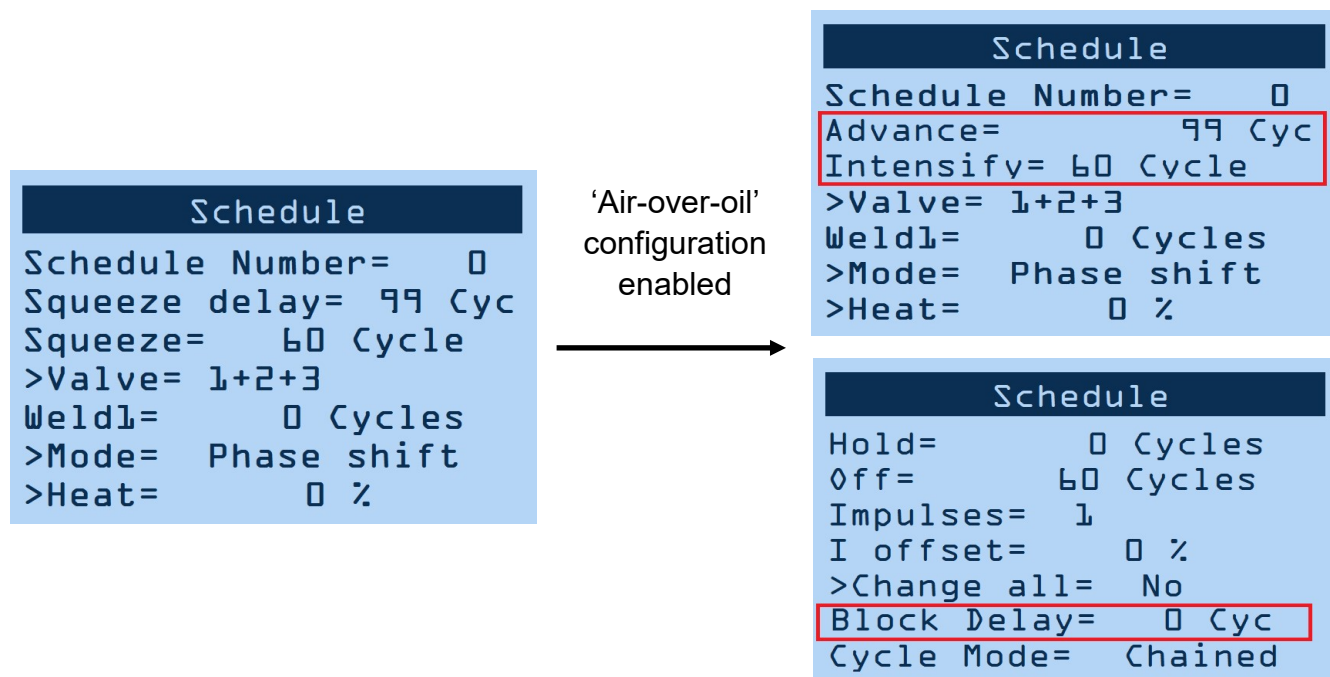 Schedule
Schedule Number= 0
Squeeze delay= 99 Cyc
Squeeze= 60 Cycle
>Valve= 1+2+3
Weld1= 0 Cycles
>Mode= Phase shift
>Heat= 0 %
‘Air-over-oil’
configuration
enabled
Schedule
Schedule Number= 0
Advance= 99 Cyc
Intensify= 60 Cycle
>Valve= 1+2+3
Weld1= 0 Cycles
>Mode= Phase shift
>Heat= 0 %
Schedule
Hold= 0 Cycles
Off= 60 Cycles
Impulses= 1
I offset= 0 %
>Change all= No
Block Delay= 0 Cyc
Cycle Mode= Chained